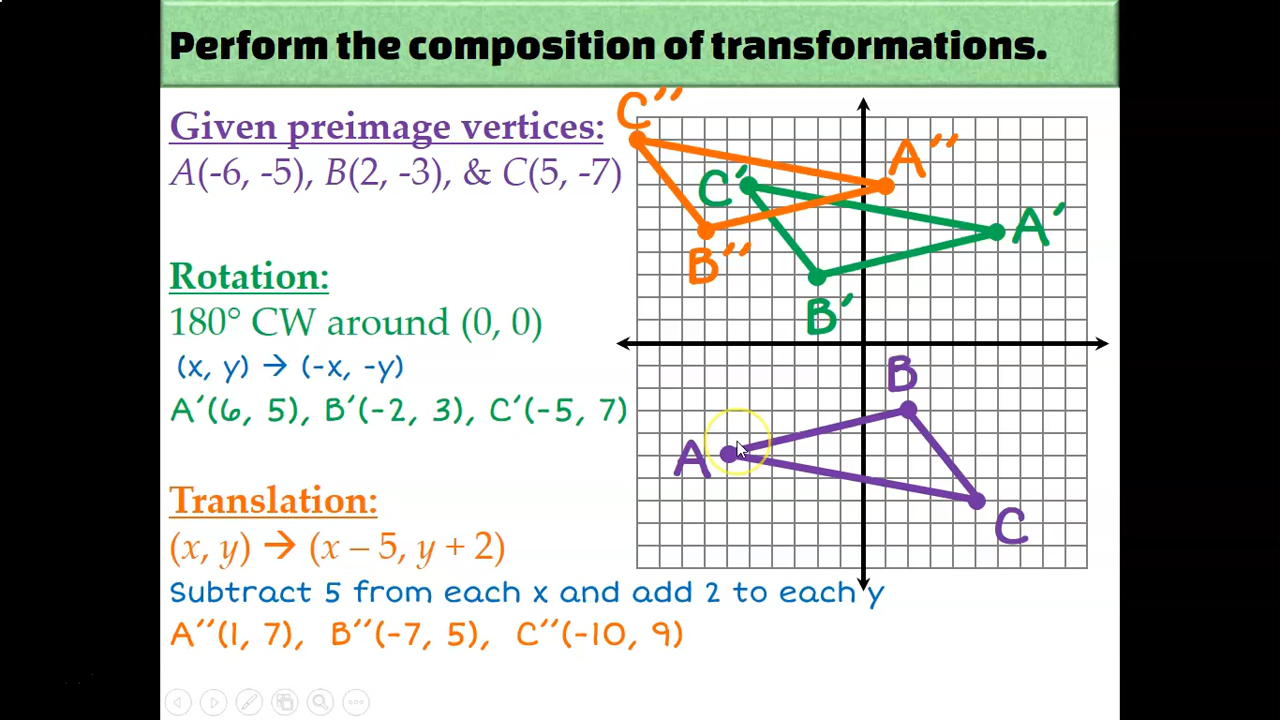 Perform the composition of transformations.
Given preimage vertices:
A(-6, -5), B(2, -3), & C(5, -7)
Rotation:
180° CW around (0, 0)
(x, y) → (-x, -y)
A′(6, 5), B′(-2, 3), C′(-5, 7)
Translation:
(x, y) → (x – 5, y + 2)
Subtract 5 from each x and add 2 to each y
A′′(1, 7), B′′(-7, 5), C′′(-10, 9)
C′′
A′′
C′
A′
B′′
B′
B
A
C